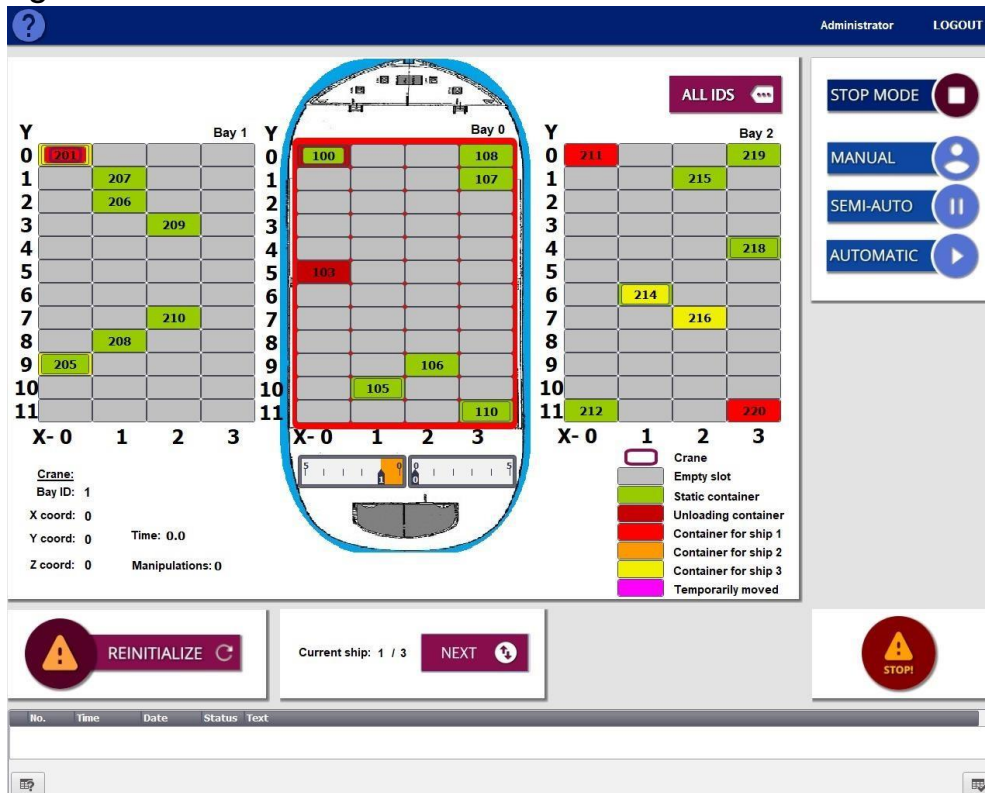 ?
Administrator LOGOUT
ALL IDS
STOP MODE
MANUAL
SEMI-AUTO
AUTOMATIC
Y Bay 1
0 201
1 207
2 206
3 209
4
5
6
7 210
8 208
9 205
10
11
X- 0 1 2 3
Y Bay 0
0 100 108
1 107
2
3
4
5 103
6
7
8
9 106
10 105
11 110
X- 0 1 2 3
Y Bay 2
0 211 219
1 215
2
3
4 218
5
6 214
7 216
8
9
10
11 212 220
X- 0 1 2 3
5 0 0 5
1 0
Crane:
Bay ID: 1
X coord: 0
Y coord: 0
Z coord: 0
Time: 0.0
Manipulations: 0
Crane
Empty slot
Static container
Unloading container
Container for ship 1
Container for ship 2
Container for ship 3
Temporarily moved
REINITIALIZE
Current ship: 1 / 3
NEXT
STOP!
No. Time Date Status Text